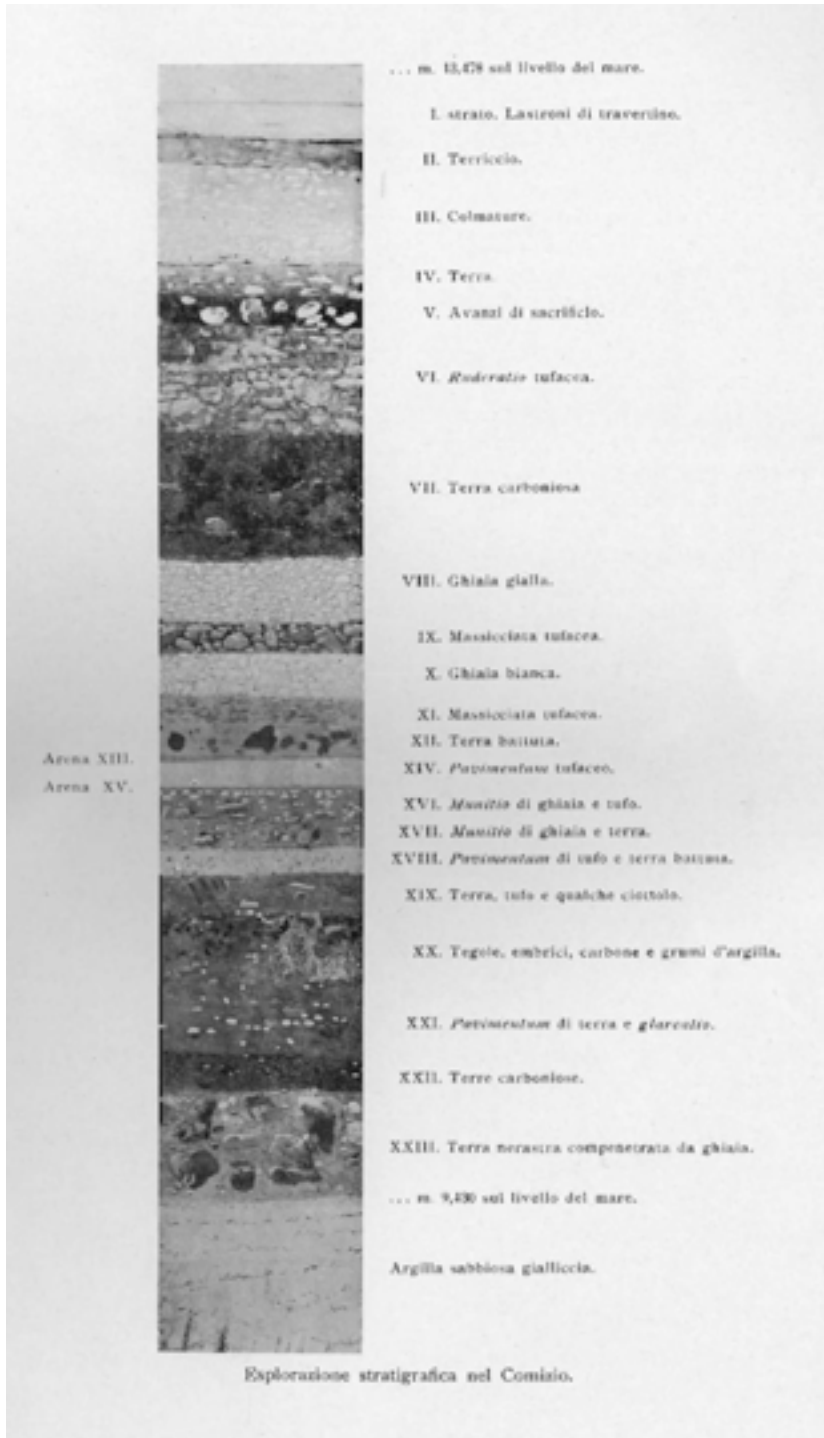 ... m. 13,478 sul livello del mare.
I. strato. Lastroni di travertino.
II. Terriccio.
III. Colmature.
IV. Terra.
V. Avanzi di sacrificio.
VI. Ruderatio tufacea.
VII. Terra carboniosa
VIII. Ghiaia gialla.
IX. Massicciata tufacea.
X. Ghiaia bianca.
XI. Massicciata tufacea.
XII. Terra battuta.
Arena XIII.
XIV. Pavimentum tufaceo.
Arena XV.
XVI. Munitio di ghiaia e tufo.
XVII. Munitio di ghiaia e terra.
XVIII. Pavimentum di tufo e terra battuta.
XIX. Terra, tufo e qualche ciottolo.
XX. Tegole, embrici, carbone e grumi d'argilla.
XXI. Pavimentum di terra e glareatio.
XXII. Terre carboniose.
XXIII. Terra nerastra compenetrata da ghiaia.
... m. 9,830 sul livello del mare.
Argilla sabbiosa gialliccia.
Esplorazione stratigrafica nel Comizio.